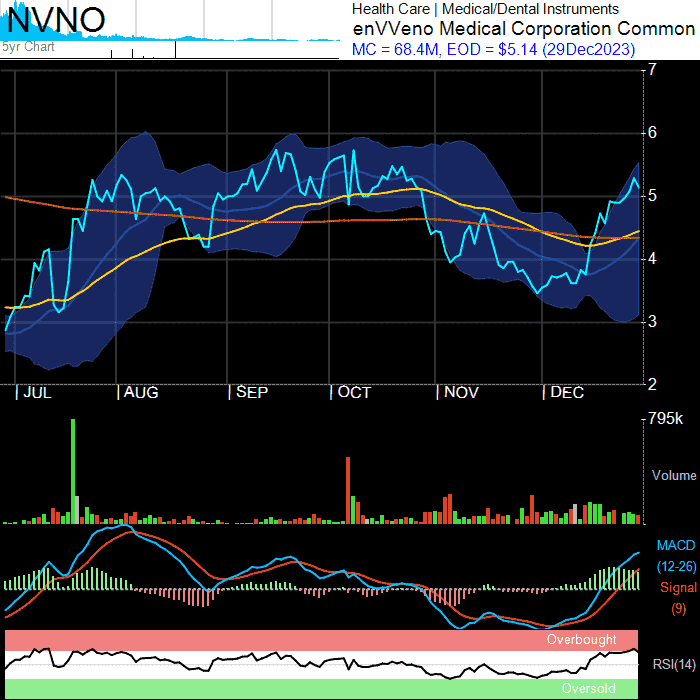 NVNO
5yr Chart
Health Care | Medical/Dental Instruments
enVVeno Medical Corporation Common
MC = 68.4M, EOD = $5.14 (29Dec2023)
7
6
5
4
3
2
JUL
AUG
SEP
OCT
NOV
DEC
795k
Volume
MACD
(12-26)
Signal
(9)
Overbought
RSI(14)
Oversold